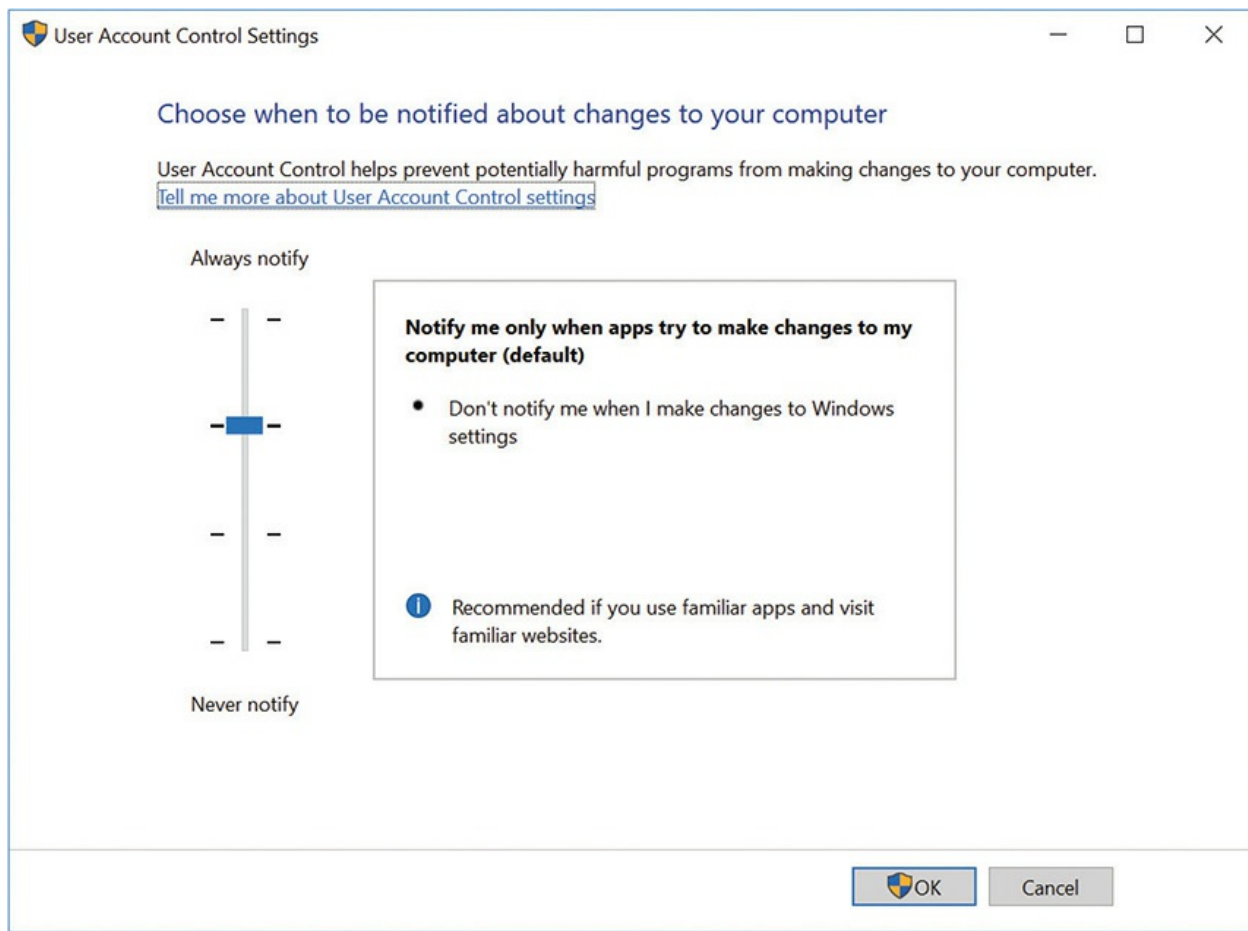 User Account Control Settings
Choose when to be notified about changes to your computer
User Account Control helps prevent potentially harmful programs from making changes to your computer.
Tell me more about User Account Control settings
Always notify
Notify me only when apps try to make changes to my
computer (default)
• Don't notify me when I make changes to Windows
settings
Recommended if you use familiar apps and visit
familiar websites.
Never notify
OK
Cancel